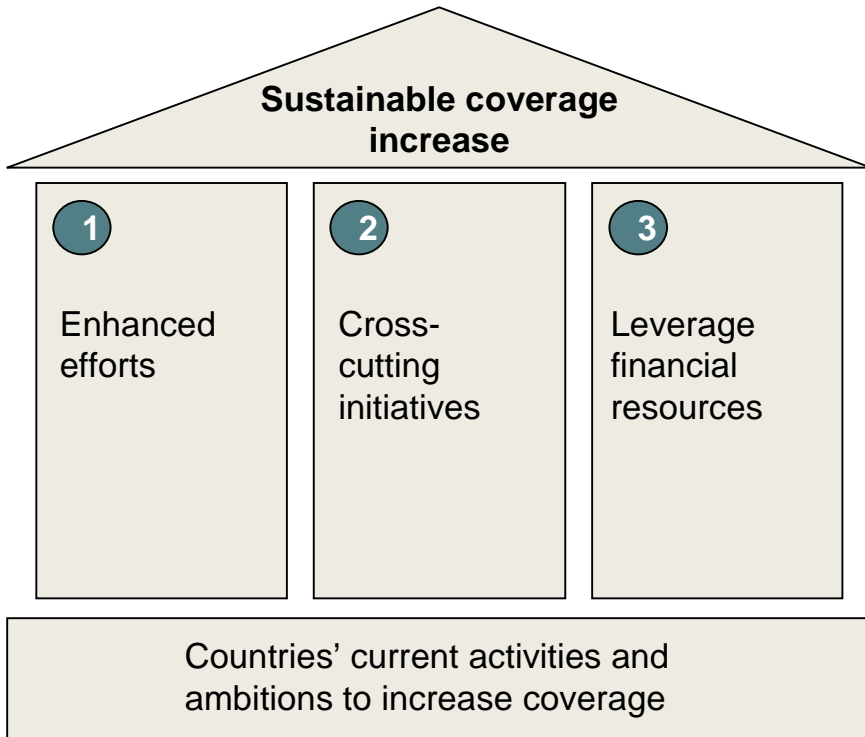 Sustainable coverage
increase
1
Enhanced
efforts
2
Cross-
cutting
initiatives
3
Leverage
financial
resources
Countries’ current activities and
ambitions to increase coverage